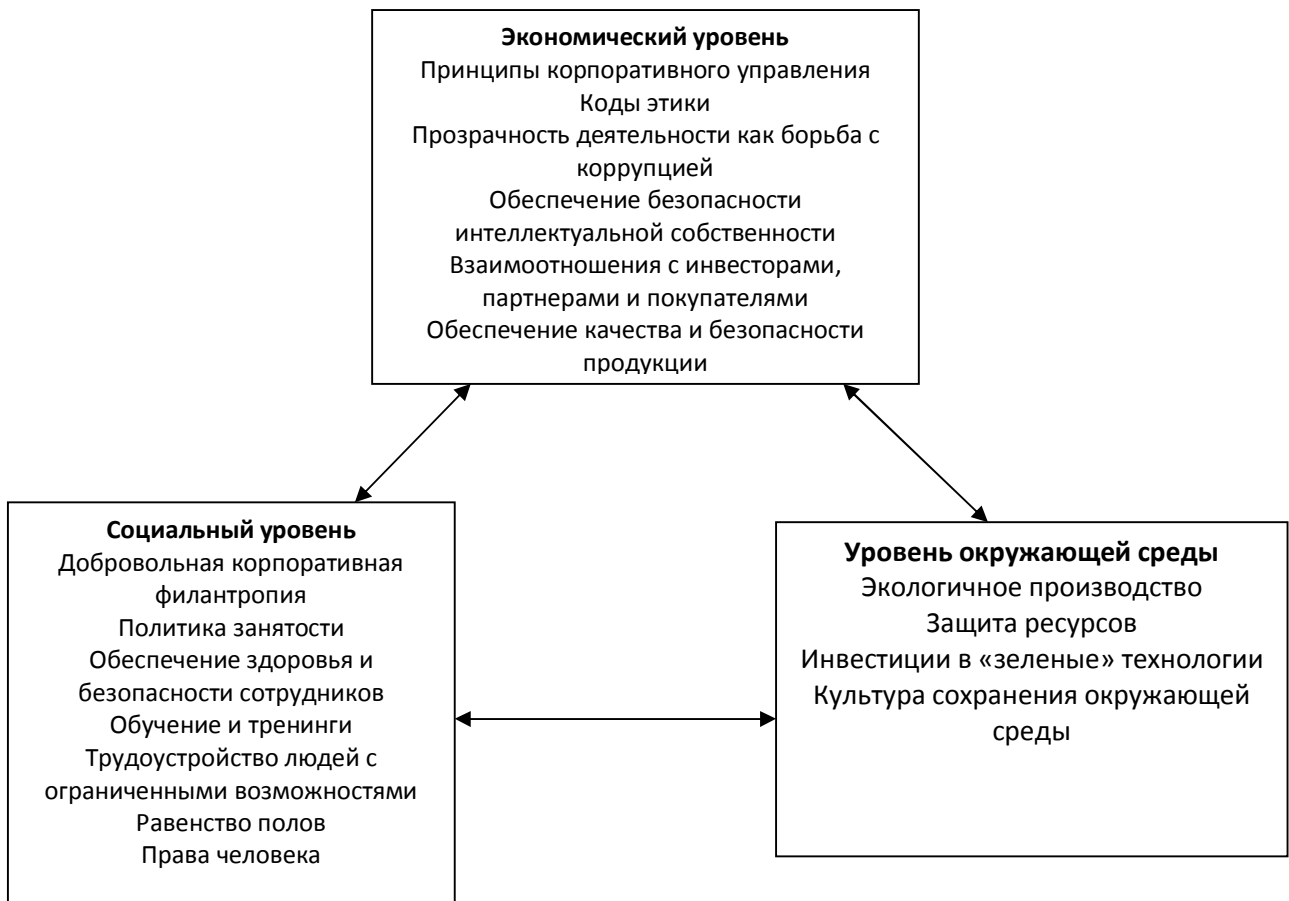 Экономический уровень
Принципы корпоративного управления
Коды этики
Прозрачность деятельности как борьба с
коррупцией
Обеспечение безопасности
интеллектуальной собственности
Взаимоотношения с инвесторами,
партнерами и покупателями
Обеспечение качества и безопасности
продукции
Социальный уровень
Добровольная корпоративная
филантропия
Политика занятости
Обеспечение здоровья и
безопасности сотрудников
Обучение и тренинги
Трудоустройство людей с
ограниченными возможностями
Равенство полов
Права человека
Уровень окружающей среды
Экологичное производство
Защита ресурсов
Инвестиции в «зеленые» технологии
Культура сохранения окружающей
среды